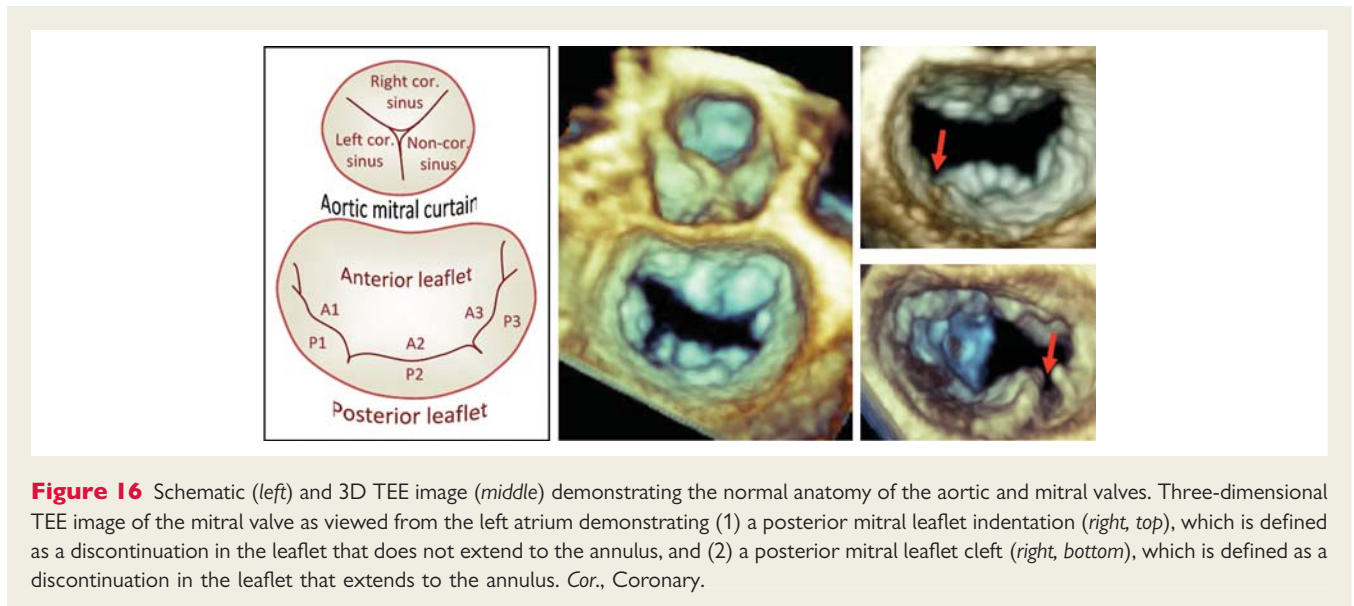 Right cor.
sinus
Left cor.
sinus
Non-cor.
sinus
Aortic mitral curtain
Anterior leaflet
A1
A3
P3
P1
A2
P2
Posterior leaflet
Figure 16 Schematic (left) and 3D TEE image (middle) demonstrating the normal anatomy of the aortic and mitral valves. Three-dimensional
TEE image of the mitral valve as viewed from the left atrium demonstrating (1) a posterior mitral leaflet indentation (right, top), which is defined
as a discontinuation in the leaflet that does not extend to the annulus, and (2) a posterior mitral leaflet cleft (right, bottom), which is defined as a
discontinuation in the leaflet that extends to the annulus. Cor., Coronary.